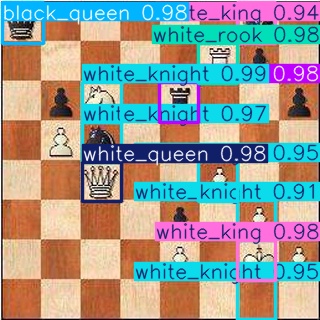 black_queen 0.98
te_king 0.94
white_rook 0.98
white_knight 0.99
0.98
white_knight 0.97
white_queen 0.98
0.95
white_knight 0.91
white_king 0.98
white_knight 0.95